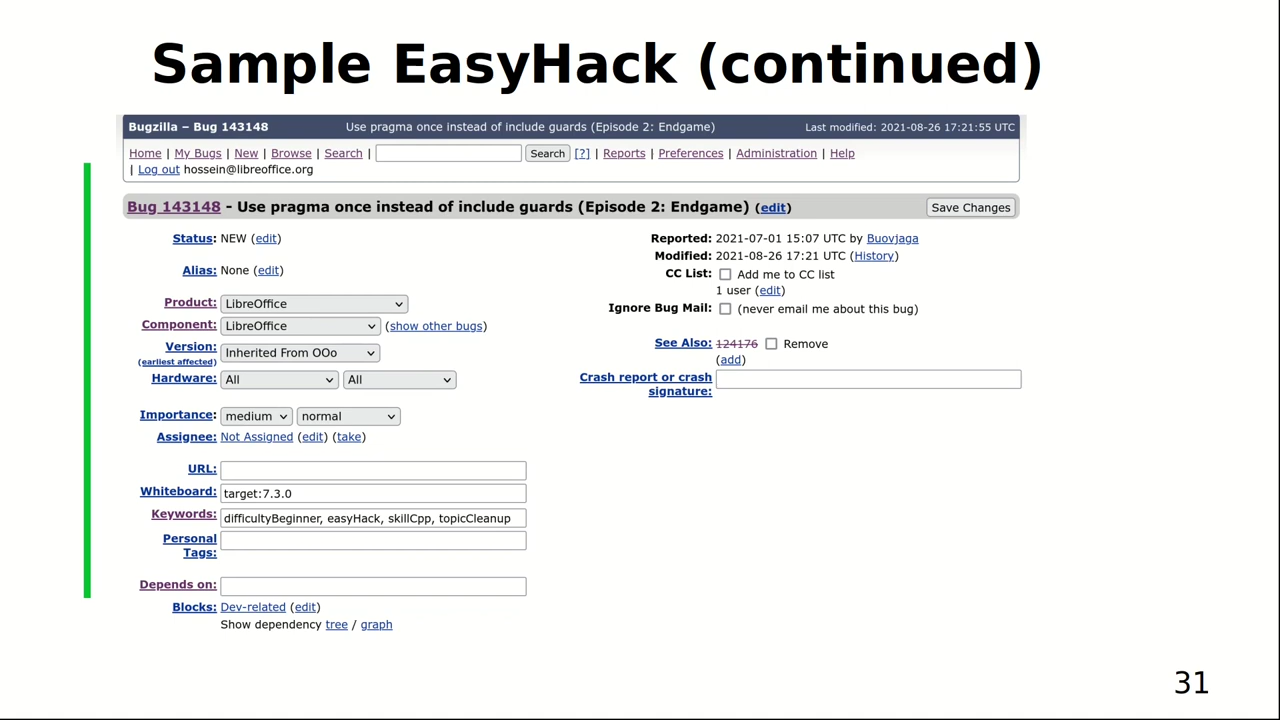 Sample EasyHack (continued)
Bugzilla – Bug 143148 Use pragma once instead of include guards (Episode 2: Endgame) Last modified: 2021-08-26 17:21:55 UTC
Home | My Bugs | New | Browse | Search | Search [?] | Reports | Preferences | Administration | Help
| Log out hossein@libreoffice.org
Bug 143148 - Use pragma once instead of include guards (Episode 2: Endgame) (edit) Save Changes
Status: NEW (edit)
Alias: None (edit)
Product: LibreOffice
Component: LibreOffice (show other bugs)
Version: Inherited From OOo
(earliest affected)
Hardware: All All
Importance: medium normal
Assignee: Not Assigned (edit) (take)
URL:
Whiteboard: target:7.3.0
Keywords: difficultyBeginner, easyHack, skillCpp, topicCleanup
Personal
Tags:
Depends on:
Blocks: Dev-related (edit)
Show dependency tree / graph
Reported: 2021-07-01 15:07 UTC by Buovjaga
Modified: 2021-08-26 17:21 UTC (History)
CC List: Add me to CC list
1 user (edit)
Ignore Bug Mail: (never email me about this bug)
See Also: 124176 Remove
(add)
Crash report or crash
signature:
31